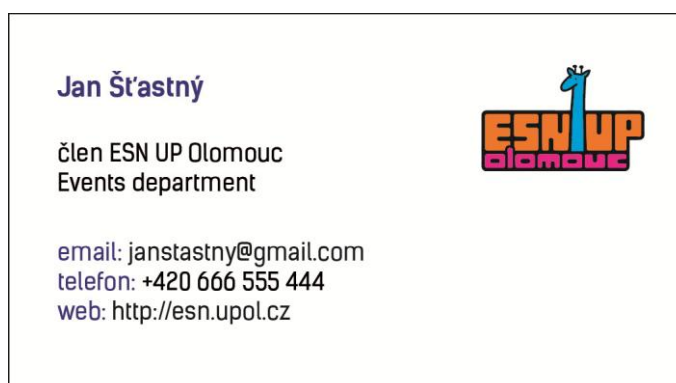 Jan Šťastný
člen ESN UP Olomouc
Events department
email: janstastny@gmail.com
telefon: +420 666 555 444
web: http://esn.upol.cz
ESN UP
olomouc